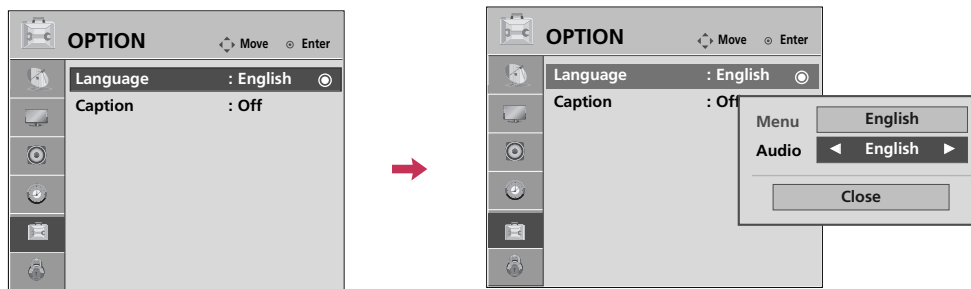 OPTION Move Enter
Language : English
Caption : Off
OPTION Move Enter
Language : English
Caption : Off
Menu English
Audio ◄ English ►
Close